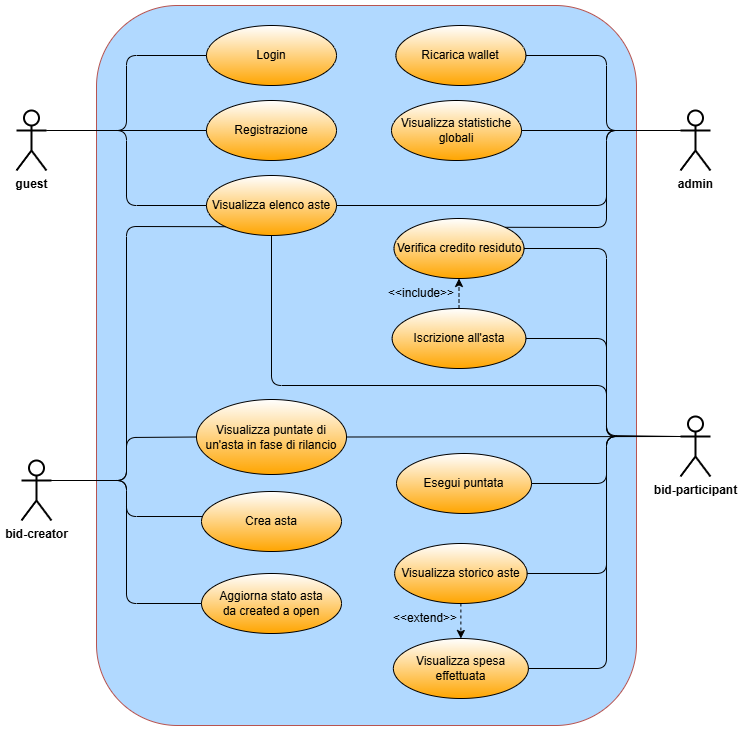 Login
Ricarica wallet
Registrazione
Visualizza statistiche
globali
guest
admin
Visualizza elenco aste
Verifica credito residuto
<<include>>
Iscrizione all'asta
Visualizza puntate di
un'asta in fase di rilancio
Esegui puntata
bid-participant
bid-creator
Crea asta
Visualizza storico aste
Aggiorna stato asta
da created a open
<<extend>>
Visualizza spesa
effettuata